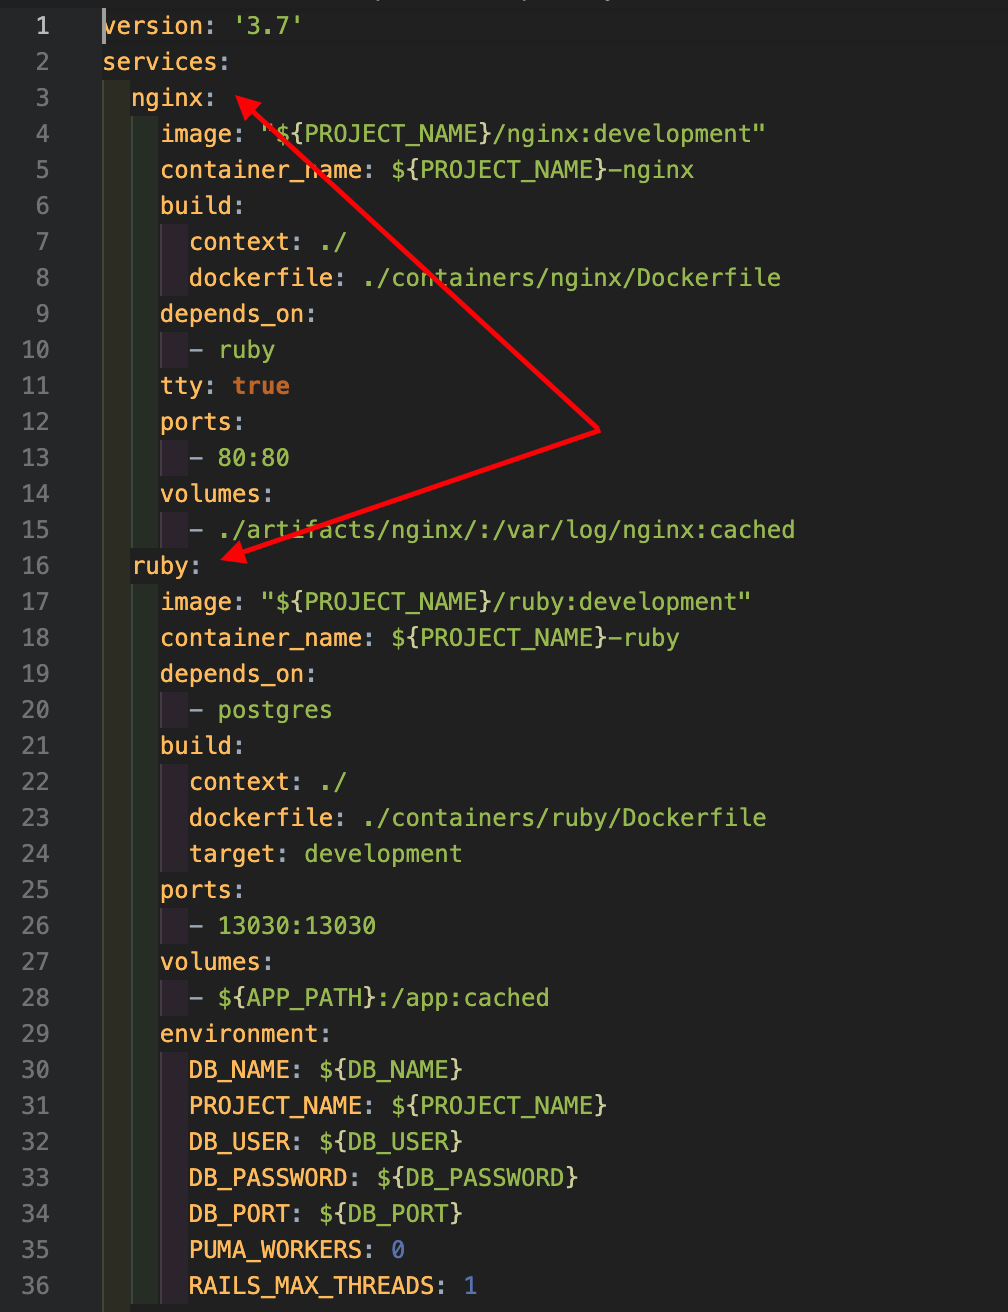 1 version: '3.7'
2 services:
3   nginx:
4     image: "${PROJECT_NAME}/nginx:development"
5     container_name: ${PROJECT_NAME}-nginx
6     build:
7       context: ./
8       dockerfile: ./containers/nginx/Dockerfile
9     depends_on:
10       - ruby
11     tty: true
12     ports:
13       - 80:80
14     volumes:
15       - ./artifacts/nginx/:/var/log/nginx:cached
16   ruby:
17     image: "${PROJECT_NAME}/ruby:development"
18     container_name: ${PROJECT_NAME}-ruby
19     depends_on:
20       - postgres
21     build:
22       context: ./
23       dockerfile: ./containers/ruby/Dockerfile
24       target: development
25     ports:
26       - 13030:13030
27     volumes:
28       - ${APP_PATH}:/app:cached
29     environment:
30       DB_NAME: ${DB_NAME}
31       PROJECT_NAME: ${PROJECT_NAME}
32       DB_USER: ${DB_USER}
33       DB_PASSWORD: ${DB_PASSWORD}
34       DB_PORT: ${DB_PORT}
35       PUMA_WORKERS: 0
36       RAILS_MAX_THREADS: 1